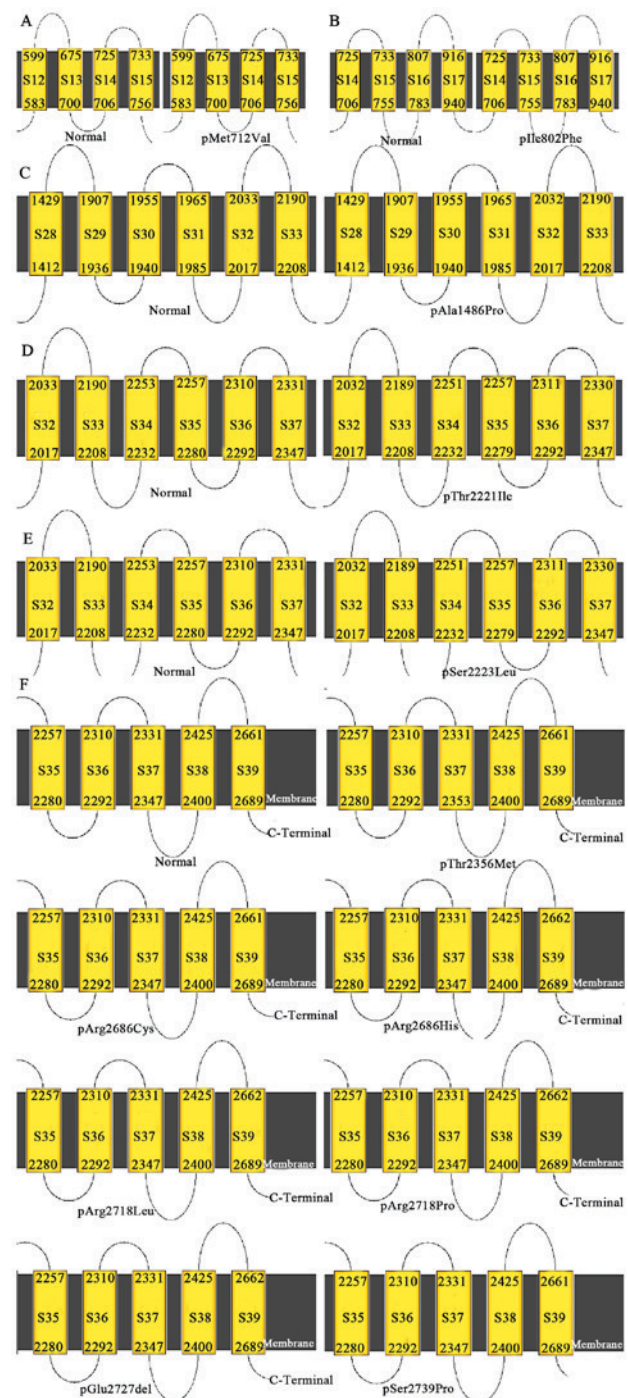 A
B
599 675 725 733 599 675 725 733 725 733 807 916 725 733 807 916
S12 S13 S14 S15 S12 S13 S14 S15 S14 S15 S16 S17 S14 S15 S16 S17
583 700 706 756 583 700 706 756 706 755 783 940 706 755 783 940
Normal pMet712Val Normal pIle802Phe
C
1429 1907 1955 1965 2033 2190 1429 1907 1955 1965 2032 2190
S28 S29 S30 S31 S32 S33 S28 S29 S30 S31 S32 S33
1412 1936 1940 1985 2017 2208 1412 1936 1940 1985 2017 2208
Normal pAla1486Pro
D
2033 2190 2253 2257 2310 2331 2032 2189 2251 2257 2311 2330
S32 S33 S34 S35 S36 S37 S32 S33 S34 S35 S36 S37
2017 2208 2232 2280 2292 2347 2017 2208 2232 2279 2292 2347
Normal pThr2221Ile
E
2033 2190 2253 2257 2310 2331 2032 2189 2251 2257 2311 2330
S32 S33 S34 S35 S36 S37 S32 S33 S34 S35 S36 S37
2017 2208 2232 2280 2292 2347 2017 2208 2232 2279 2292 2347
Normal pSer2223Leu
F
2257 2310 2331 2425 2661 2257 2310 2331 2425 2661
S35 S36 S37 S38 S39 S35 S36 S37 S38 S39
2280 2292 2347 2400 2689 Membrane 2280 2292 2353 2400 2689 Membrane
C-Terminal C-Terminal
Normal pThr2356Met
2257 2310 2331 2425 2661 2257 2310 2331 2425 2662
S35 S36 S37 S38 S39 S35 S36 S37 S38 S39
2280 2292 2347 2400 2689 Membrane 2280 2292 2347 2400 2689 Membrane
C-Terminal C-Terminal
pArg2686Cys pArg2686His
2257 2310 2331 2425 2662 2257 2310 2331 2425 2662
S35 S36 S37 S38 S39 S35 S36 S37 S38 S39
2280 2292 2347 2400 2689 Membrane 2280 2292 2347 2400 2689 Membrane
C-Terminal C-Terminal
pArg2718Leu pArg2718Pro
2257 2310 2331 2425 2662 2257 2310 2331 2425 2661
S35 S36 S37 S38 S39 S35 S36 S37 S38 S39
2280 2292 2347 2400 2689 Membrane 2280 2292 2347 2400 2689 Membrane
C-Terminal
pGlu2727del pSer2739Pro